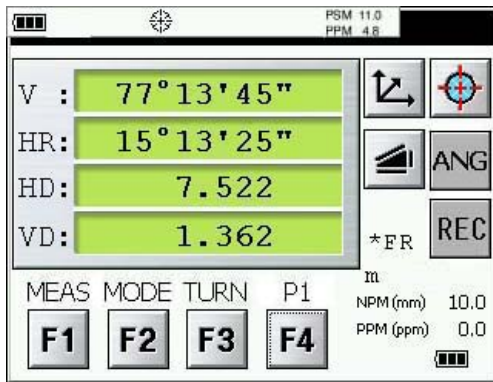 PSM 11.0
PPM 4.8
V : 77°13'45"
HR: 15°13'25"
HD: 7.522
VD: 1.362
ANG
*FR REC
m
MEAS MODE TURN P1
NPM (mm) 10.0
PPM (ppm) 0.0
F1 F2 F3 F4